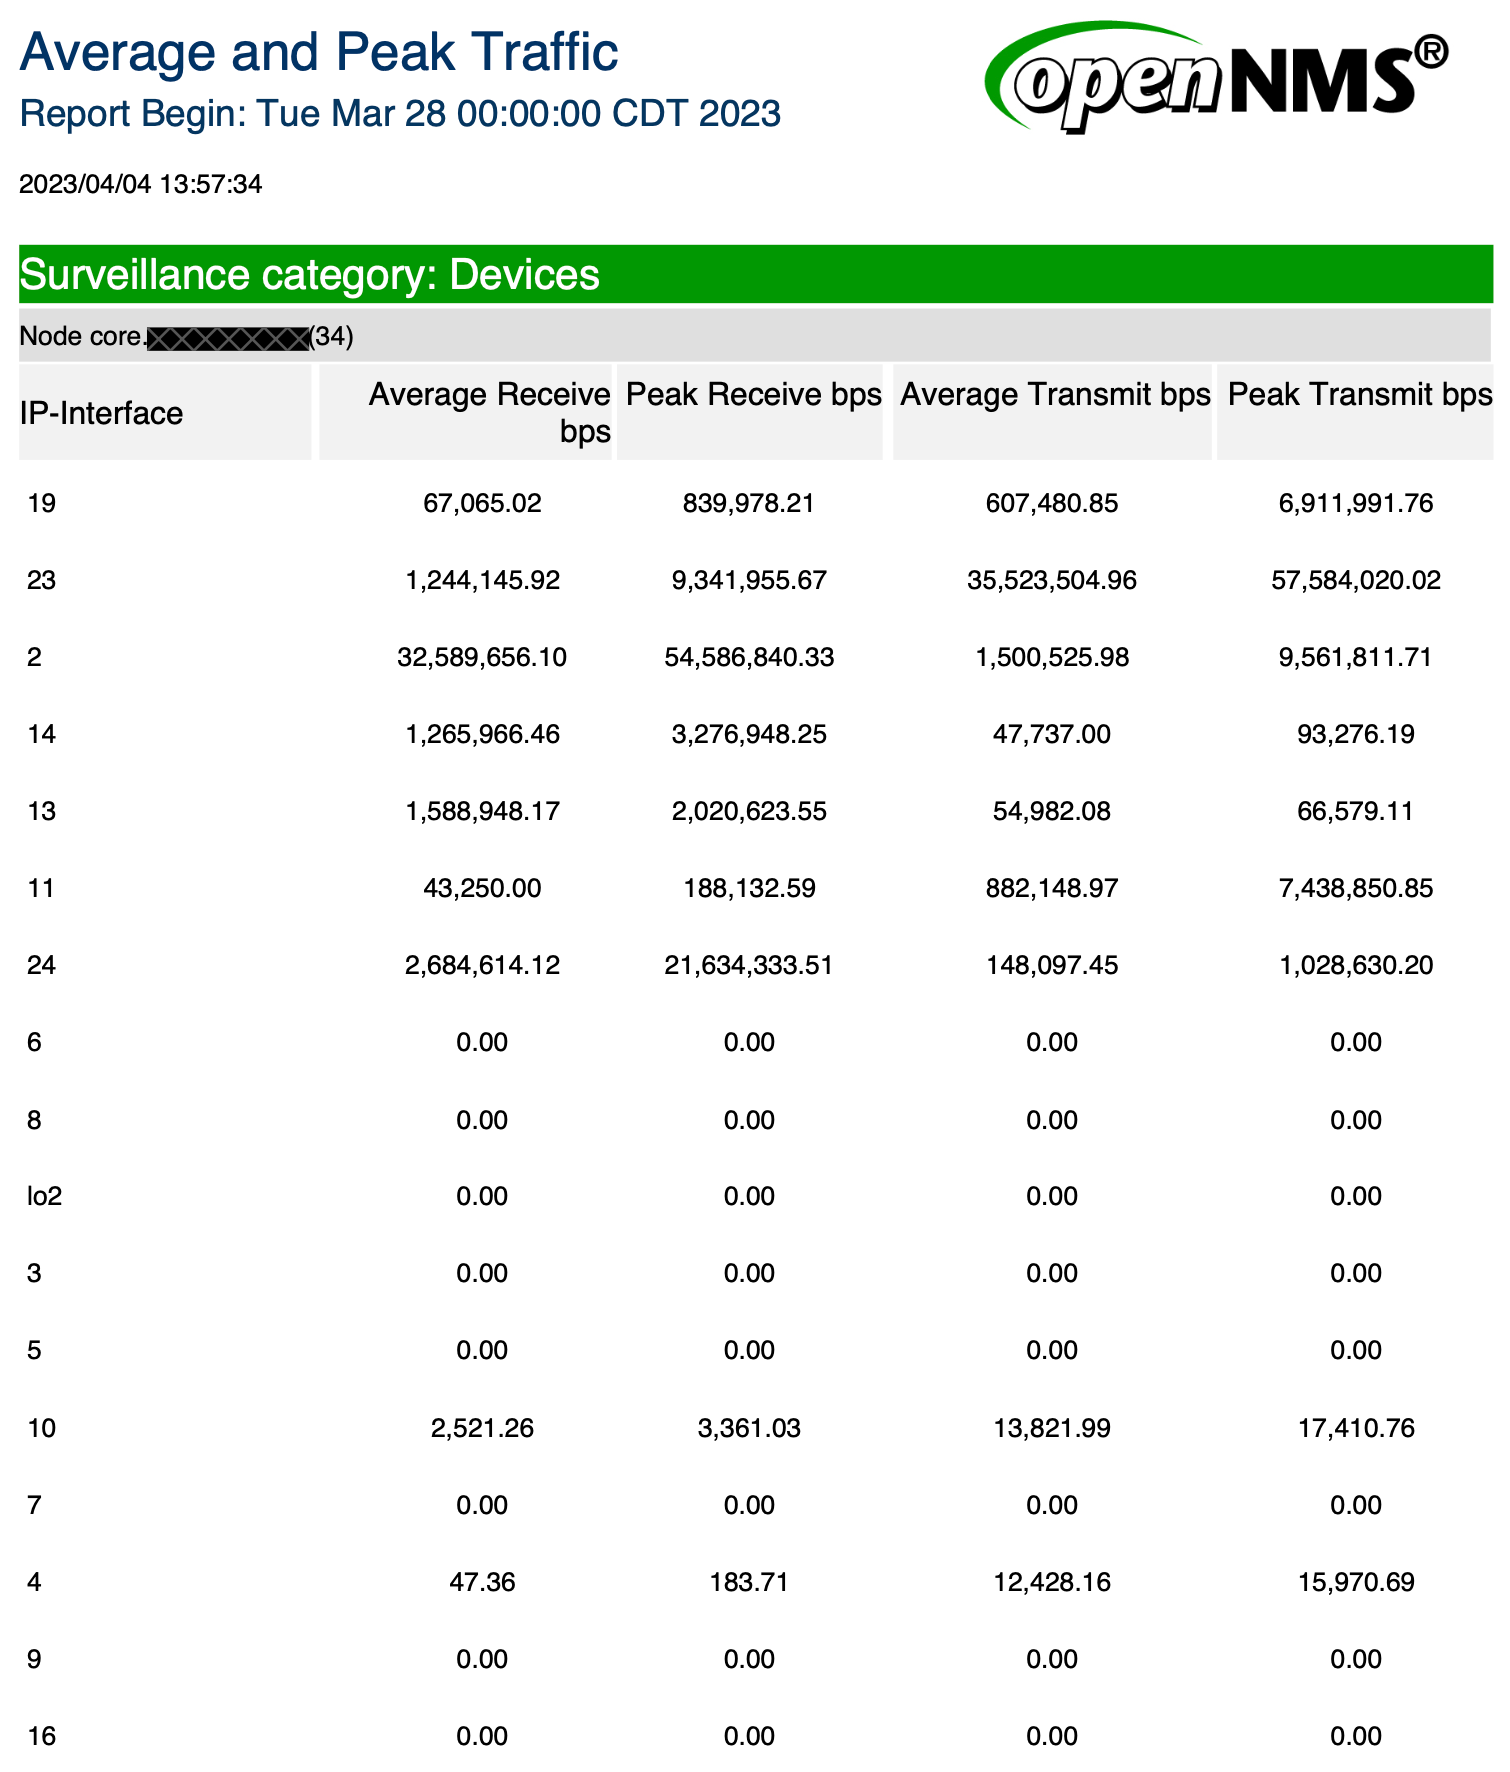 Average and Peak Traffic
openNMS®
Report Begin: Tue Mar 28 00:00:00 CDT 2023
2023/04/04 13:57:34
Surveillance category: Devices
Node core. (34)
IP-Interface Average Receive bps Peak Receive bps Average Transmit bps Peak Transmit bps
19 67,065.02 839,978.21 607,480.85 6,911,991.76
23 1,244,145.92 9,341,955.67 35,523,504.96 57,584,020.02
2 32,589,656.10 54,586,840.33 1,500,525.98 9,561,811.71
14 1,265,966.46 3,276,948.25 47,737.00 93,276.19
13 1,588,948.17 2,020,623.55 54,982.08 66,579.11
11 43,250.00 188,132.59 882,148.97 7,438,850.85
24 2,684,614.12 21,634,333.51 148,097.45 1,028,630.20
6 0.00 0.00 0.00 0.00
8 0.00 0.00 0.00 0.00
lo2 0.00 0.00 0.00 0.00
3 0.00 0.00 0.00 0.00
5 0.00 0.00 0.00 0.00
10 2,521.26 3,361.03 13,821.99 17,410.76
7 0.00 0.00 0.00 0.00
4 47.36 183.71 12,428.16 15,970.69
9 0.00 0.00 0.00 0.00
16 0.00 0.00 0.00 0.00